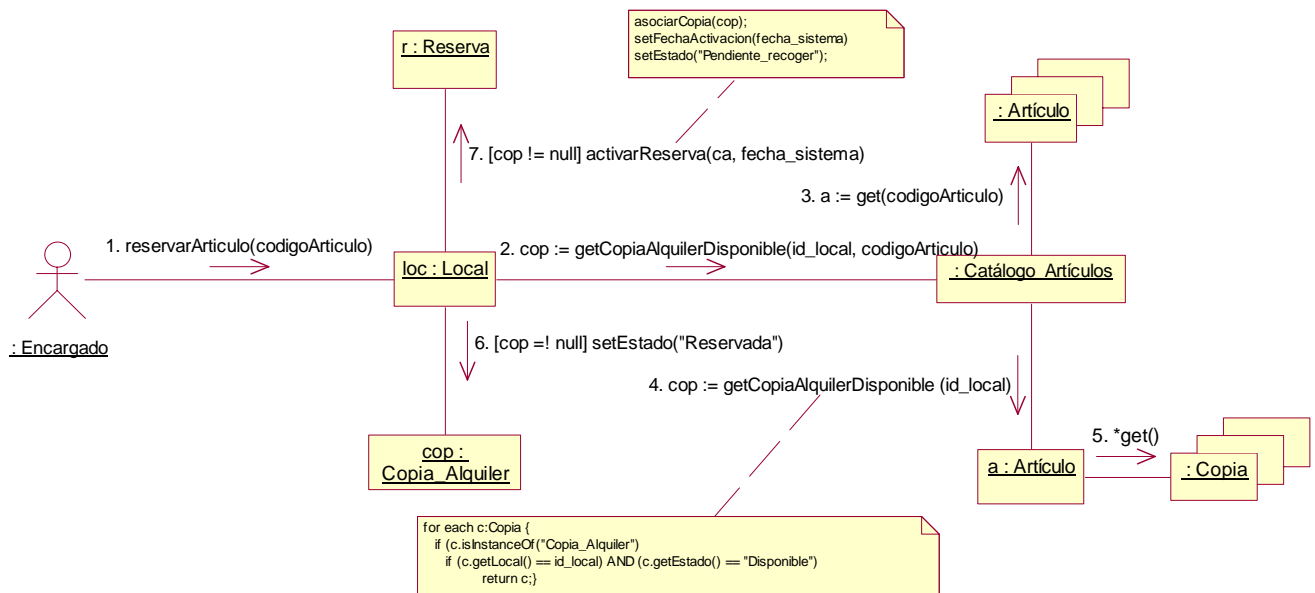 asociarCopia(cop);
setFechaActivacion(fecha_sistema)
setEstado("Pendiente_recoger");
r : Reserva
: Artículo
7. [cop != null] activarReserva(ca, fecha_sistema)
3. a := get(codigoArticulo)
1. reservarArticulo(codigoArticulo)
2. cop := getCopiaAlquilerDisponible(id_local, codigoArticulo)
loc : Local
: Catálogo_Artículos
: Encargado
6. [cop =! null] setEstado("Reservada")
4. cop := getCopiaAlquilerDisponible (id_local)
5. *get()
cop :
Copia_Alquiler
a : Artículo
: Copia
for each c:Copia {
if (c.isInstanceOf("Copia_Alquiler")
if (c.getLocal() == id_local) AND (c.getEstado() == "Disponible")
return c;}